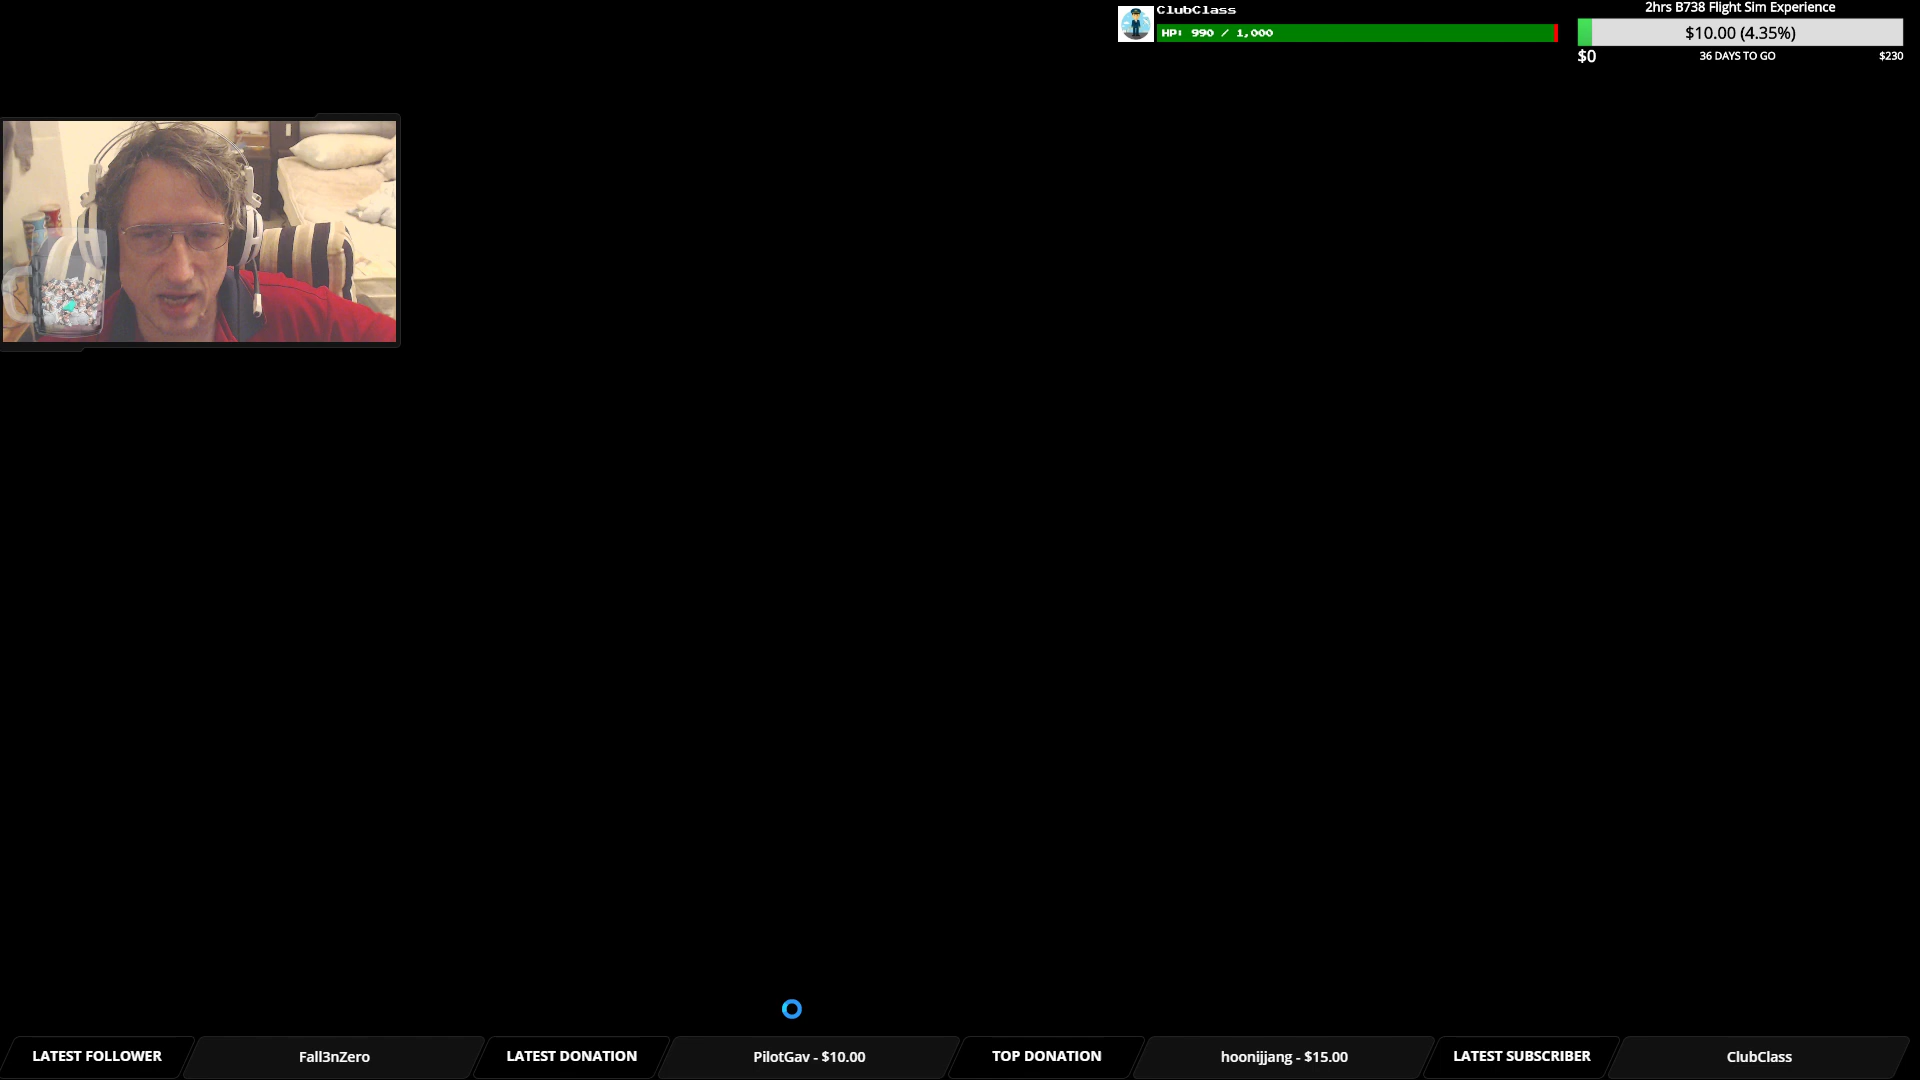 ClubClass
HP: 990 / 1,000
2hrs B738 Flight Sim Experience
$10.00 (4.35%)
$0
36 DAYS TO GO
$230
LATEST FOLLOWER
Fall3nZero
LATEST DONATION
PilotGav - $10.00
TOP DONATION
hoonijjang - $15.00
LATEST SUBSCRIBER
ClubClass